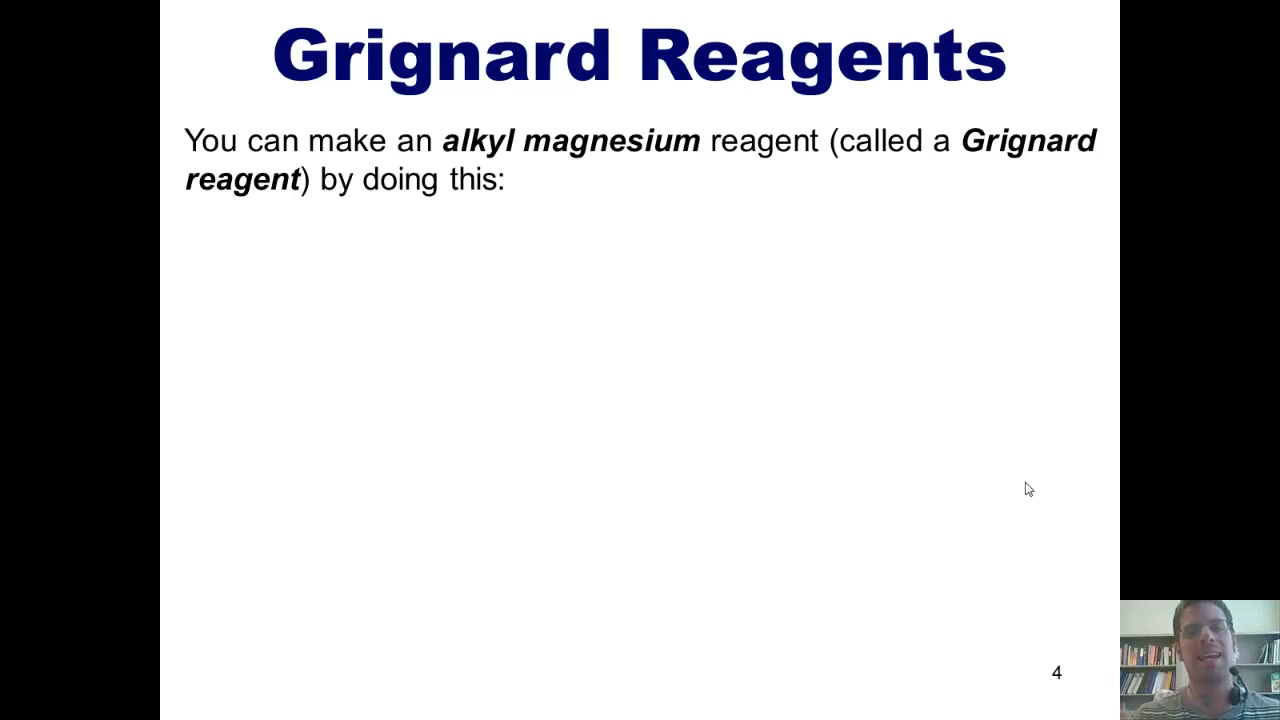 Grignard Reagents
You can make an alkyl magnesium reagent (called a Grignard
reagent) by doing this:
4